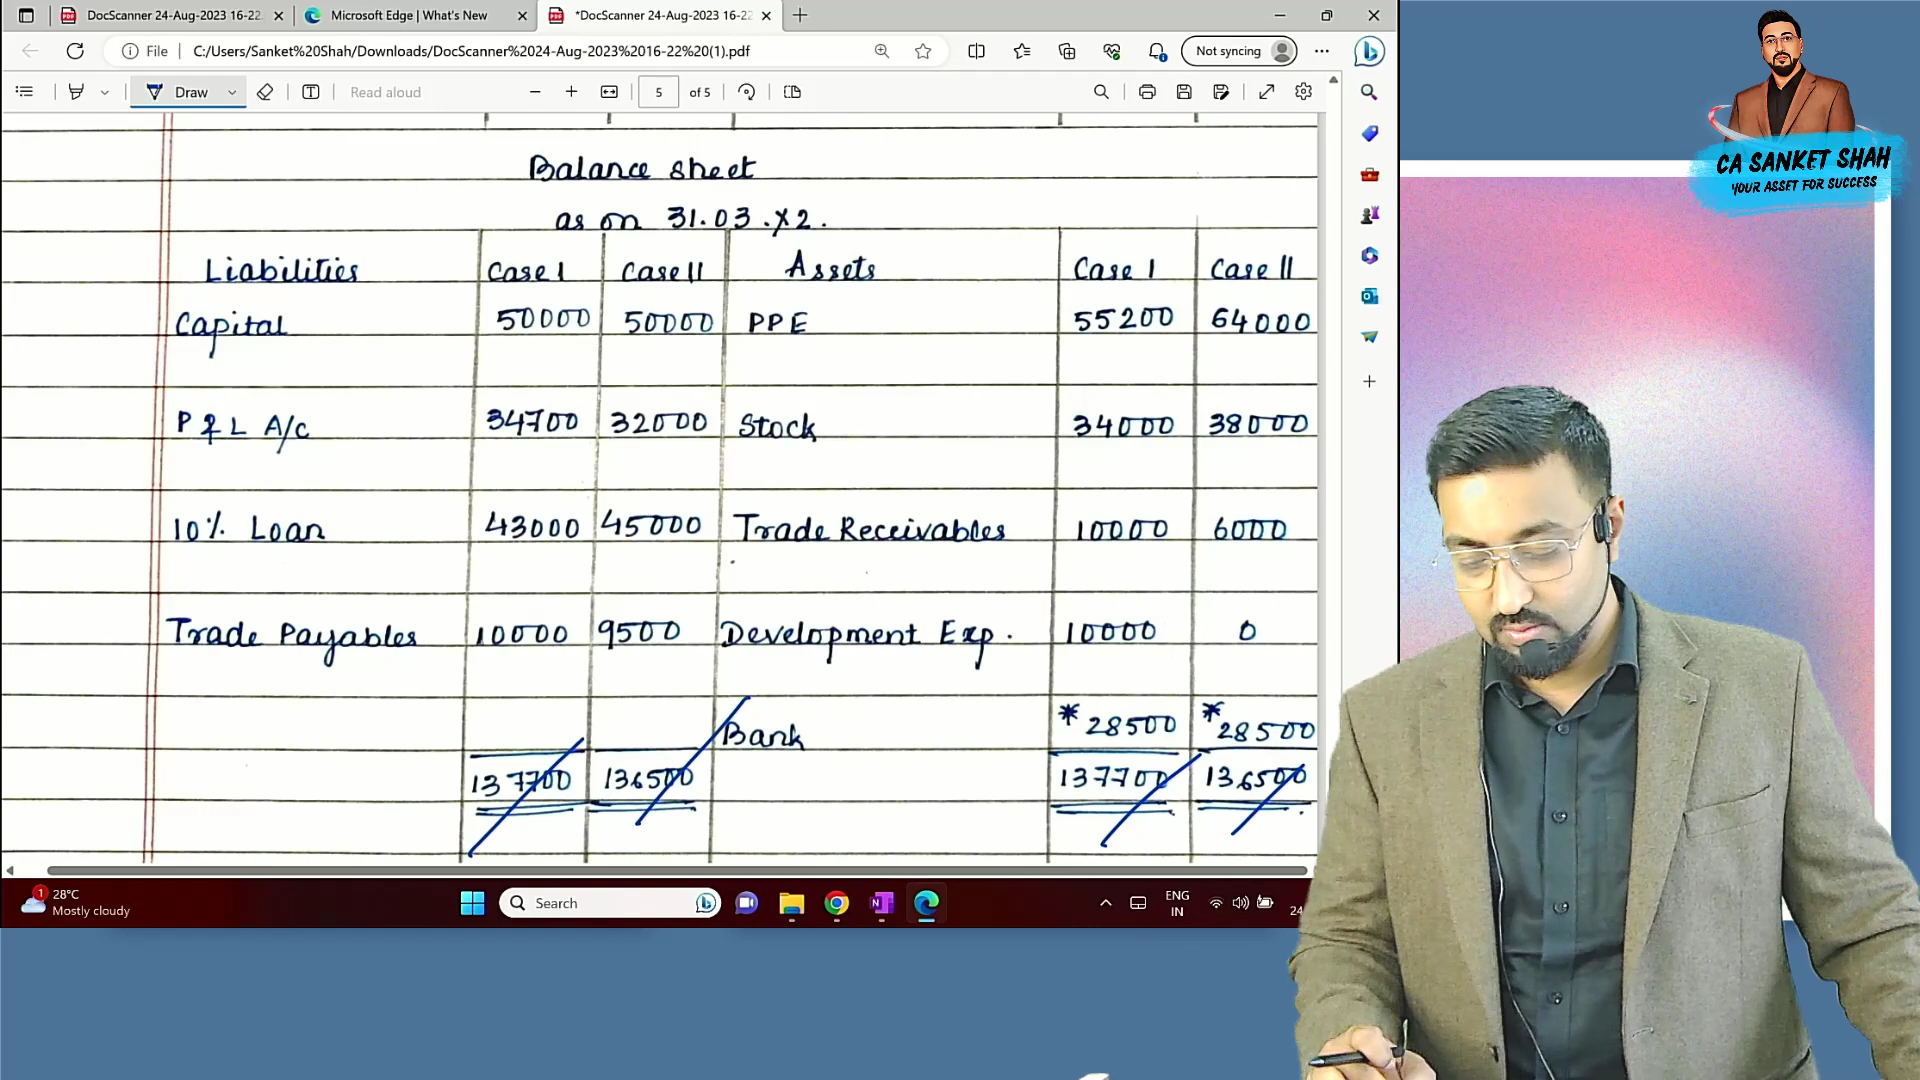 DocScanner 24-Aug-2023 16-22
Microsoft Edge | What's New
*DocScanner 24-Aug-2023 16-22
File
C:/Users/Sanket%20Shah/Downloads/DocScanner%2024-Aug-2023%2016-22%20(1).pdf
Not syncing
Draw
Read aloud
5 of 5
CA SANKET SHAH
YOUR ASSET FOR SUCCESS
Balance sheet
as on 31.03.X2.
Liabilities Case I Case II Assets Case I Case II
Capital 50000 50000 PPE 55200 64000
P & L A/c 34700 32000 Stock 34000 38000
10% Loan 43000 45000 Trade Receivables 10000 6000
Trade Payables 10000 9500 Development Exp. 10000 0
Bank *28500 *28500
137700 136500 137700 136500
1
28°C
Mostly cloudy
Search
ENG
IN
24